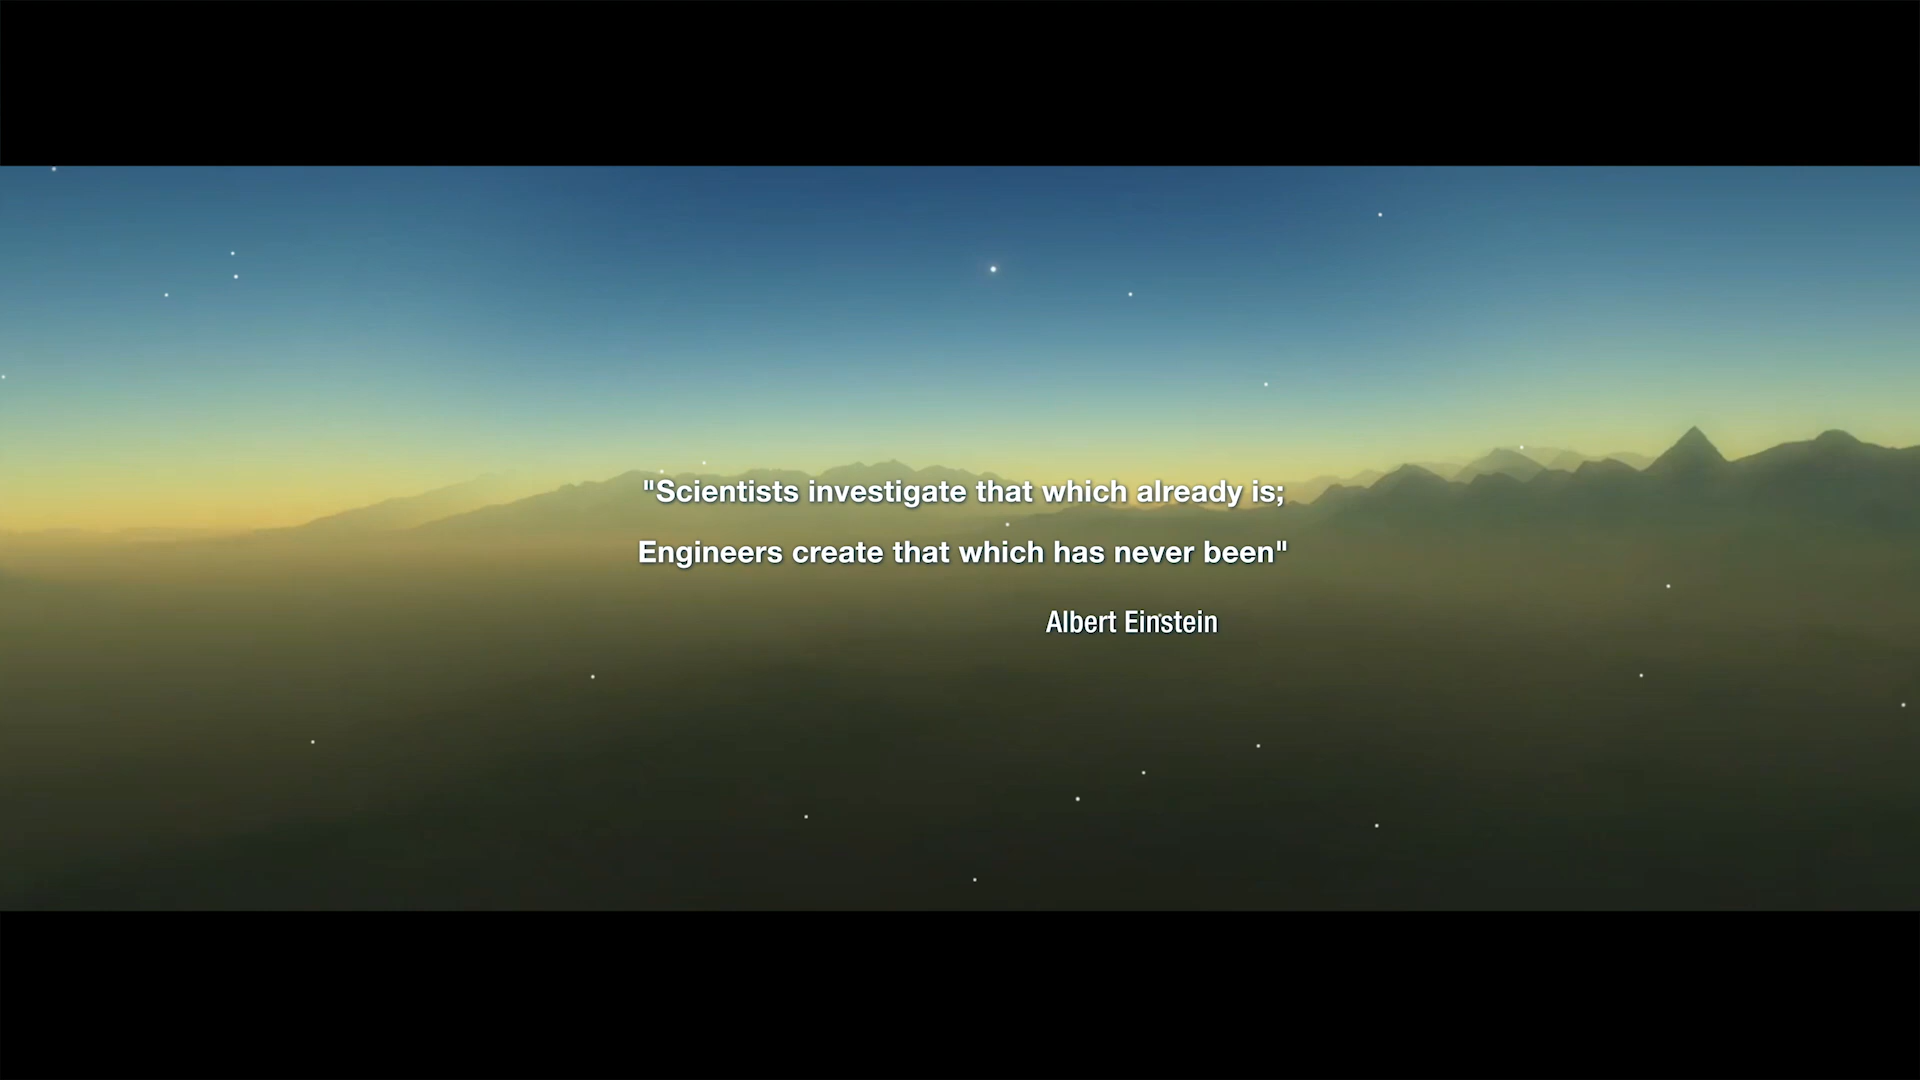 "Scientists investigate that which already is;
Engineers create that which has never been"
Albert Einstein